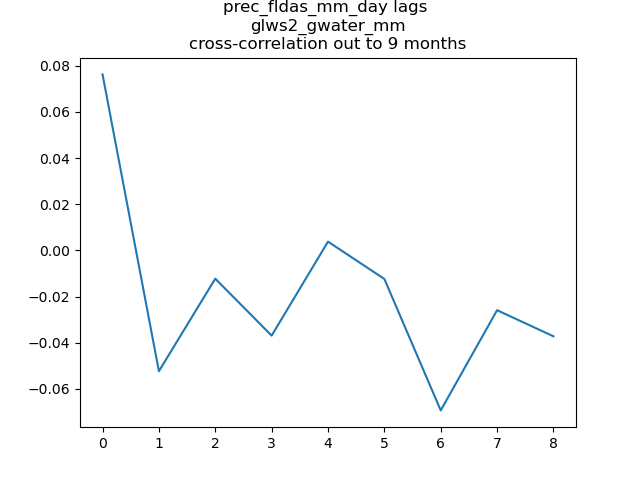 prec_fldas_mm_day lags
glws2_gwater_mm
cross-correlation out to 9 months
0.08
0.06
0.04
0.02
0.00
−0.02
−0.04
−0.06
0 1 2 3 4 5 6 7 8